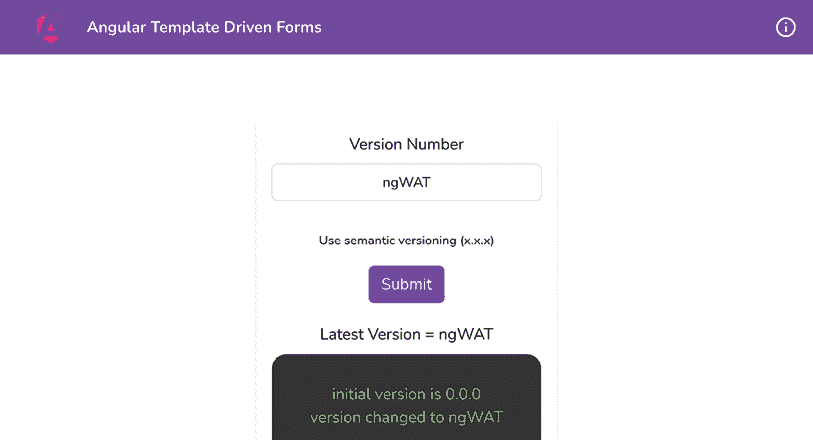 Angular Template Driven Forms
Version Number
ngWAT
Use semantic versioning (x.x.x)
Submit
Latest Version = ngWAT
initial version is 0.0.0
version changed to ngWAT